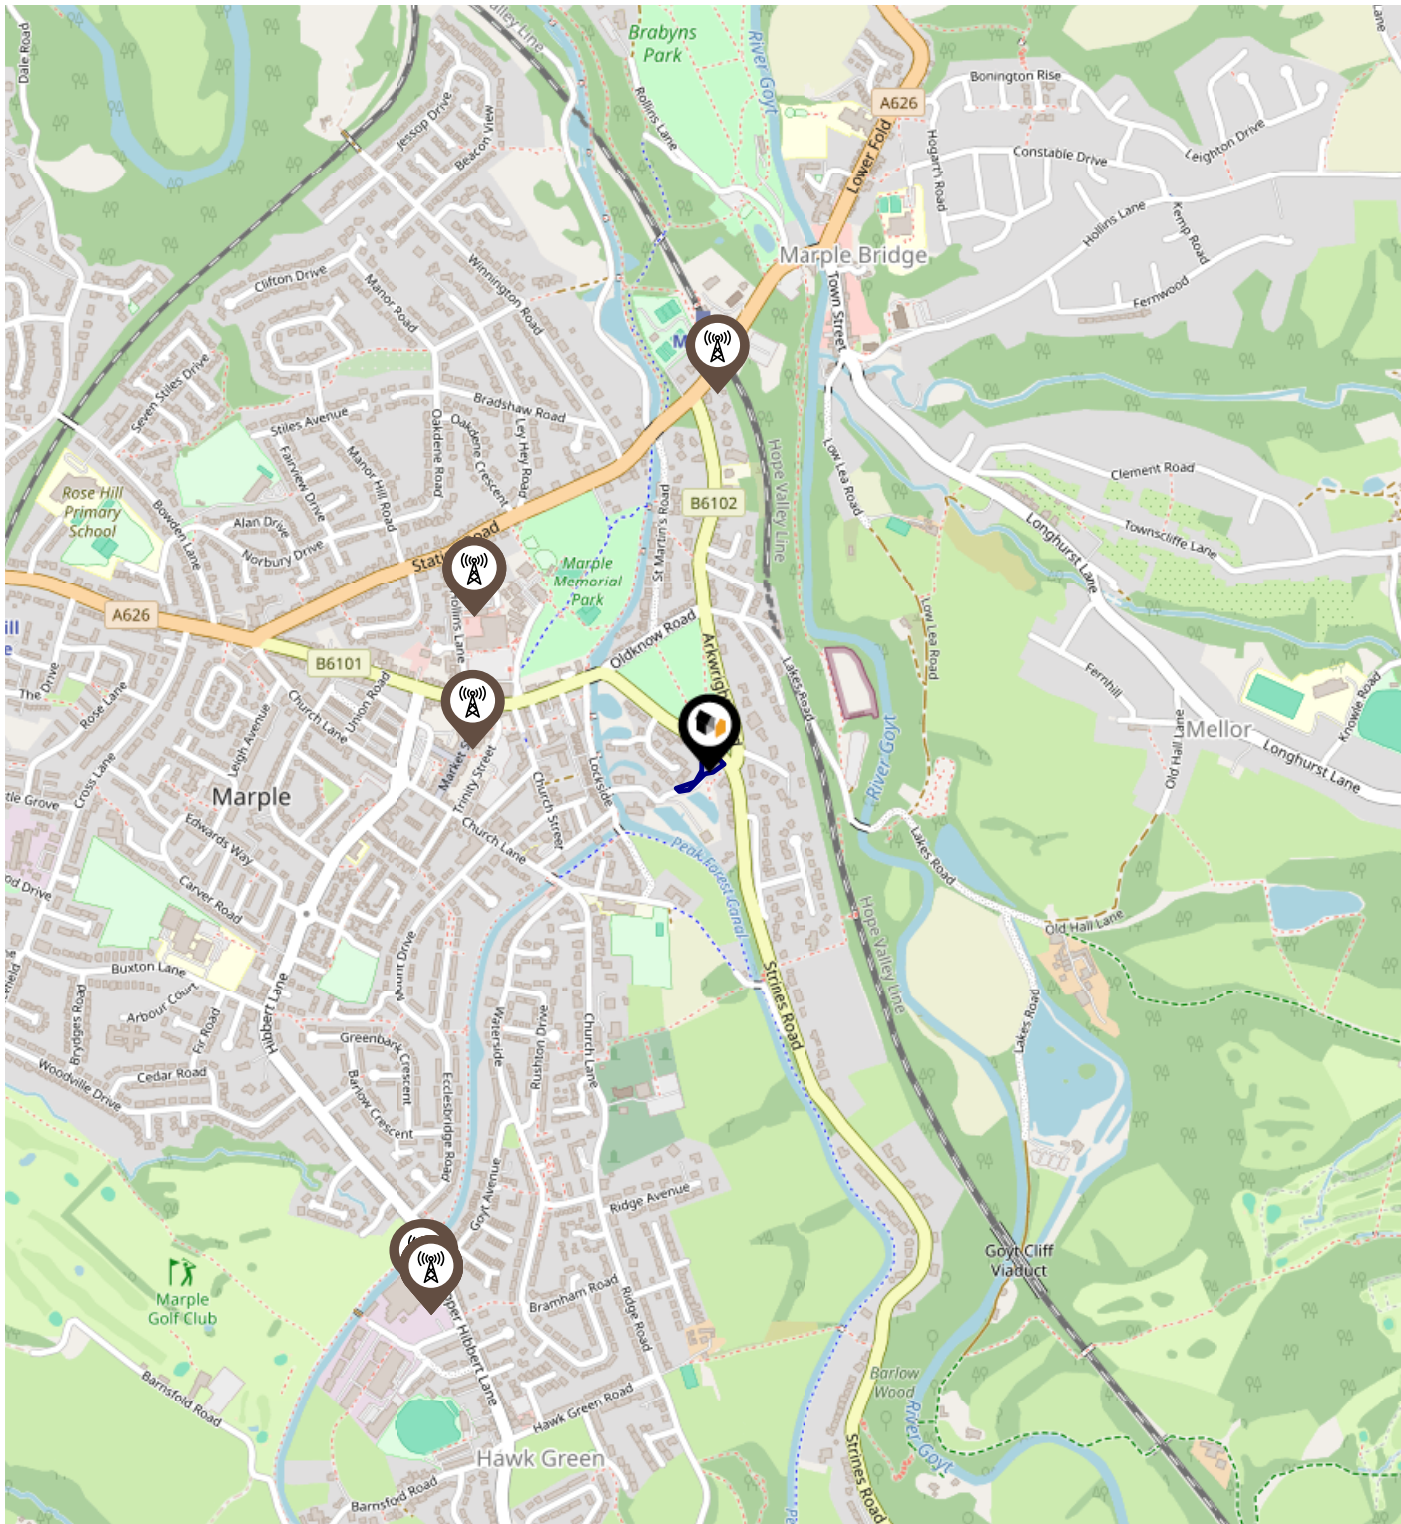 Dale Road
Valley Line
Brabyns
Park
River Goyt
Bonington Rise
A626
Jessop Drive
Beacon View
Rollins Lane
Lower Fold
Hogarth Road
Constable Drive
Leighton Drive
Lane
Hollins Lane
Kemp Road
Marple Bridge
Fernwood
Clifton Drive
Manor Road
Winnington Road
Town Street
M
Seven Stiles Drive
Stiles Avenue
Bradshaw Road
Oakdene Road
Oakdene Crescent
Ley Hey Road
Fairview Drive
Manor Hill Road
Rose Hill
Primary
School
Bowden Lane
Alan Drive
Norbury Drive
B6102
Hope Valley Line
Low Lea Road
Clement Road
Townscliffe Lane
Longhurst Lane
St Martin's Road
Marple
Memorial
Park
A626
Hollins Lane
B6101
Oldknow Road
Low Lea Road
The Drive
Rose Lane
Church Lane
Union Road
Leigh Avenue
Cross Lane
Lakes Road
River Goyt
Fernhill
Old Hall Lane
Mellor
Knowle Road
Longhurst Lane
Marple
Trinity Street
Church Street
Lockside
Church Lane
Edwards Way
Carver Road
Peak Forest Canal
Lakes Road
Old Hall Lane
Hope Valley Line
Buxton Lane
Arbour Court
Brydges Road
Fir Road
Hibbert Lane
Strines Road
Lakes Road
Woodville Drive
Cedar Road
Greenbark Crescent
Barlow Crescent
Ecclesbridge Road
Waterside
Rushton Drive
Church Lane
Goyt Avenue
Ridge Avenue
Goyt Cliff
Viaduct
Marple
Golf Club
Bramham Road
Ridge Road
Upper Hibbert Lane
Barnsfold Road
Hawk Green Road
Barlow
Wood
River Goyt
Hawk Green
Barnsfold Road
Strines Road